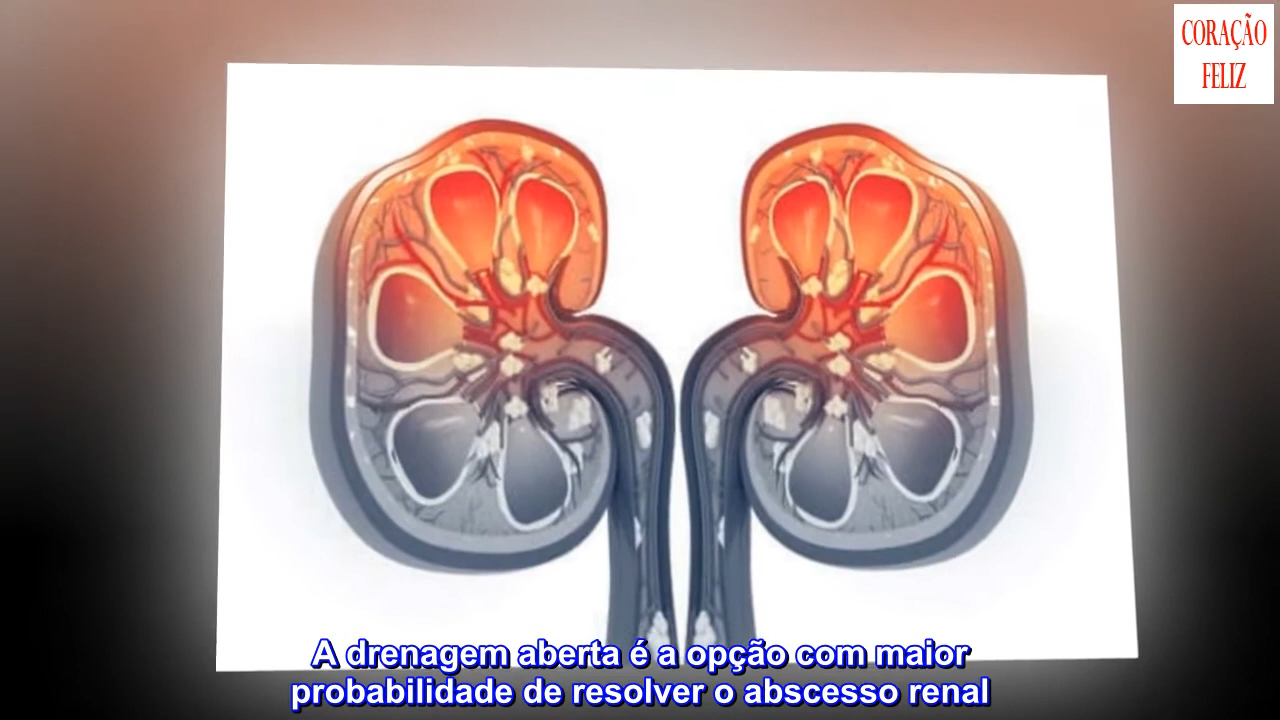 CORAÇÃO
FELIZ
A drenagem aberta é a opção com maior
probabilidade de resolver o abscesso renal